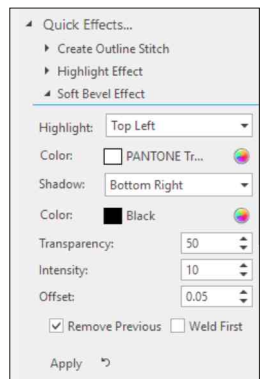 Quick Effects...
Create Outline Stitch
Highlight Effect
Soft Bevel Effect
Highlight: Top Left
Color: PANTONE Tr...
Shadow: Bottom Right
Color: Black
Transparency: 50
Intensity: 10
Offset: 0.05
Remove Previous Weld First
Apply